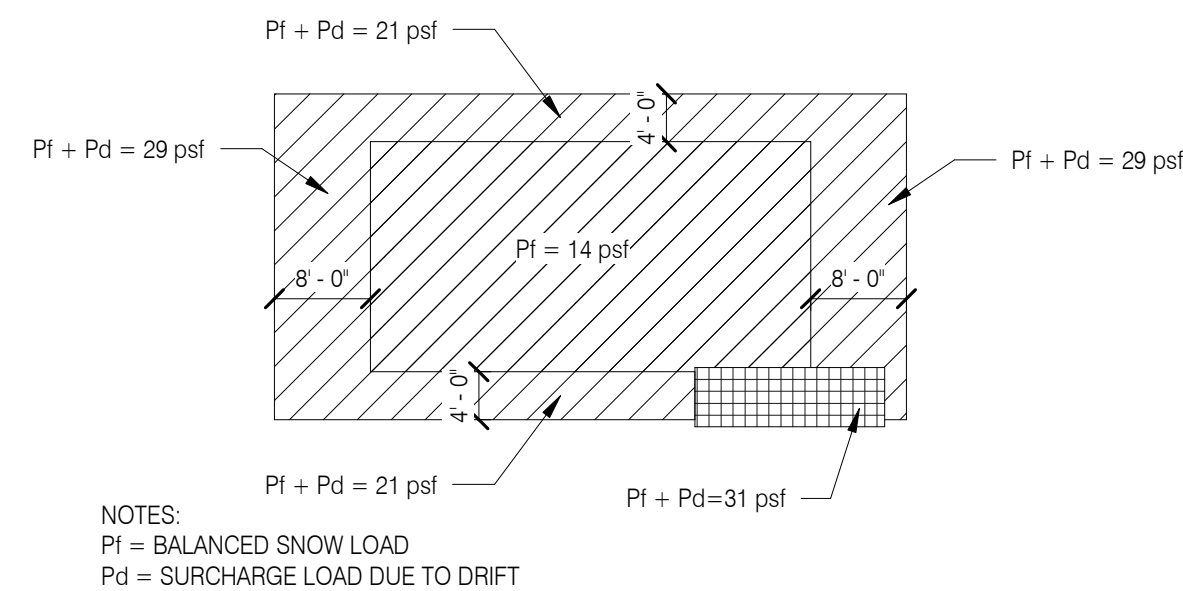 Pf + Pd = 21 psf
4' - 0"
Pf + Pd = 29 psf
Pf + Pd = 29 psf
Pf = 14 psf
8' - 0"
8' - 0"
4' - 0"
Pf + Pd = 21 psf
Pf + Pd=31 psf
NOTES:
Pf = BALANCED SNOW LOAD
Pd = SURCHARGE LOAD DUE TO DRIFT